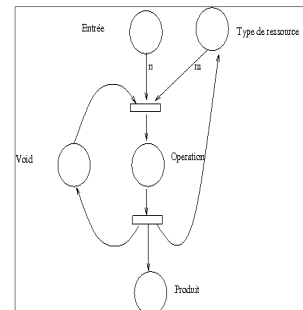 Entrée
Type de ressource
n
m
Void
Operation
Produit